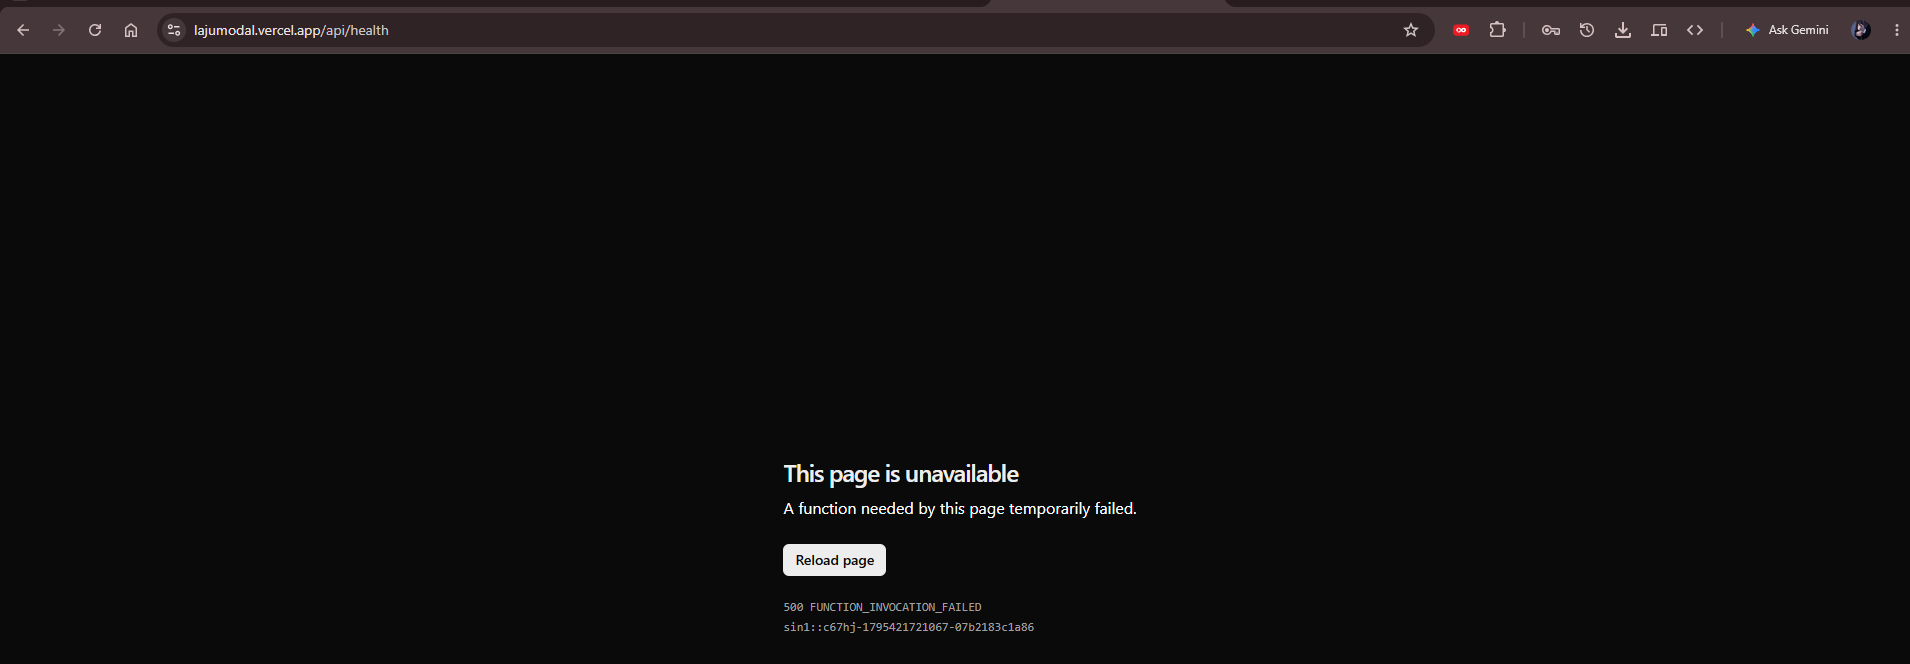 lajumodal.vercel.app/api/health
Ask Gemini
This page is unavailable
A function needed by this page temporarily failed.
Reload page
500 FUNCTION_INVOCATION_FAILED
sin1::c67hj-1795421721067-07b2183c1a86